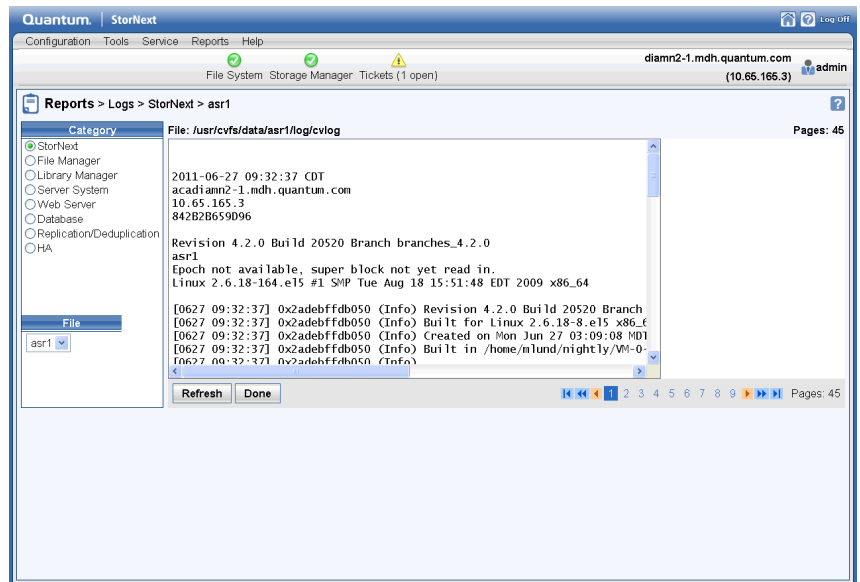 Quantum. StorNext
Log Off
Configuration Tools Service Reports Help
File System Storage Manager Tickets (1 open)
diamn2-1.mdh.quantum.com
(10.65.165.3)
admin
Reports > Logs > StorNext > asr1
Category
StorNext
File Manager
Library Manager
Server System
Web Server
Database
Replication/Deduplication
HA
File
asr1
File: /usr/cvfs/data/asr1/log/cvlog
Pages: 45
2011-06-27 09:32:37 CDT
acadiamn2-1.mdh.quantum.com
10.65.165.3
842B2B659D96
Revision 4.2.0 Build 20520 Branch branches_4.2.0
asr1
Epoch not available, super block not yet read in.
Linux 2.6.18-164.el5 #1 SMP Tue Aug 18 15:51:48 EDT 2009 x86_64
[0627 09:32:37] 0x2adebffdb050 (Info) Revision 4.2.0 Build 20520 Branch
[0627 09:32:37] 0x2adebffdb050 (Info) Built for Linux 2.6.18-8.el5 x86_6
[0627 09:32:37] 0x2adebffdb050 (Info) Created on Mon Jun 27 03:09:08 MDT
[0627 09:32:37] 0x2adebffdb050 (Info) Built in /home/mlund/nightly/VM-0-
[0627 09:32:37] 0x2adebffdb050 (Info)
Refresh Done
1 2 3 4 5 6 7 8 9 Pages: 45